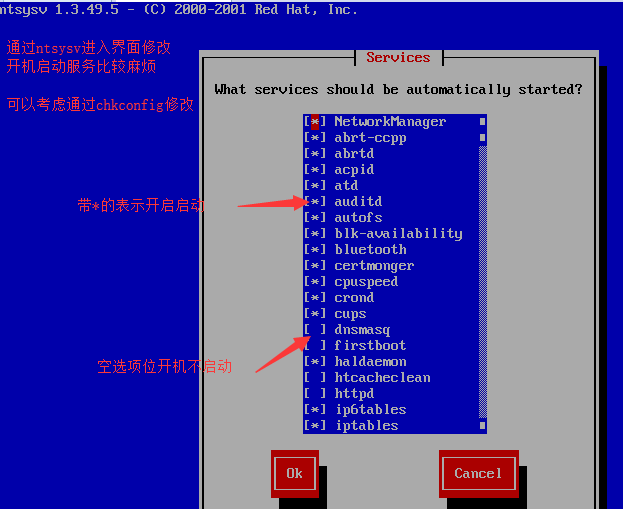 ntsysv 1.3.49.5 - (C) 2000-2001 Red Hat, Inc.
通过ntsysv进入界面修改
开机启动服务比较麻烦
可以考虑通过chkconfig修改
Services
What services should be automatically started?
[*] NetworkManager
[*] abrt-ccpp
[*] abrtd
[*] acpid
[*] atd
带*的表示开启启动
[*] auditd
[*] autofs
[*] blk-availability
[*] bluetooth
[*] certmonger
[*] cpuspeed
[*] crond
[*] cups
[ ] dnsmasq
[ ] firstboot
空选项位开机不启动
[*] haldaemon
[ ] htcacheclean
[ ] httpd
[*] ip6tables
[*] iptables
Ok
Cancel